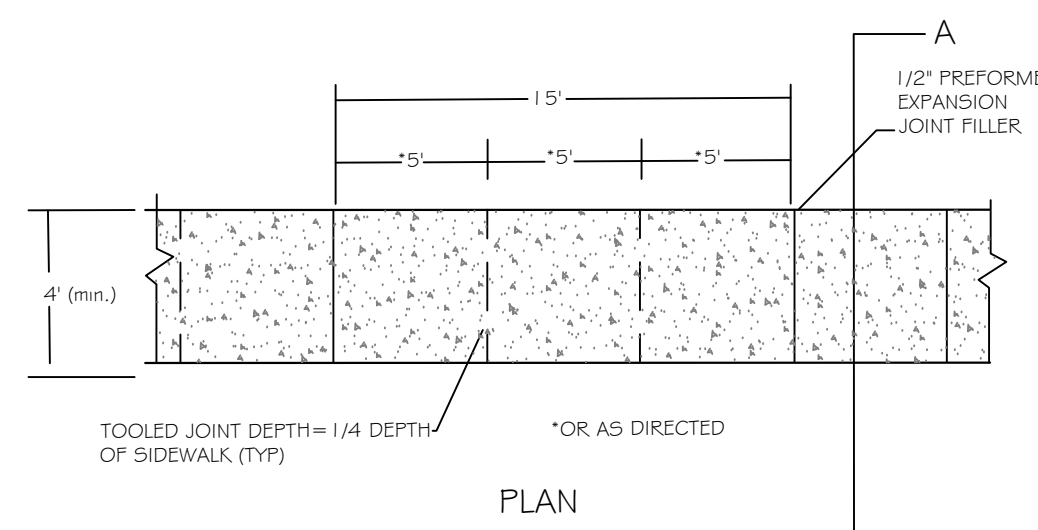 A
1/2" PREFORME
EXPANSION
JOINT FILLER
15'
*5' *5' *5'
4' (min.)
TOOLED JOINT DEPTH=1/4 DEPTH
OF SIDEWALK (TYP)
*OR AS DIRECTED
PLAN